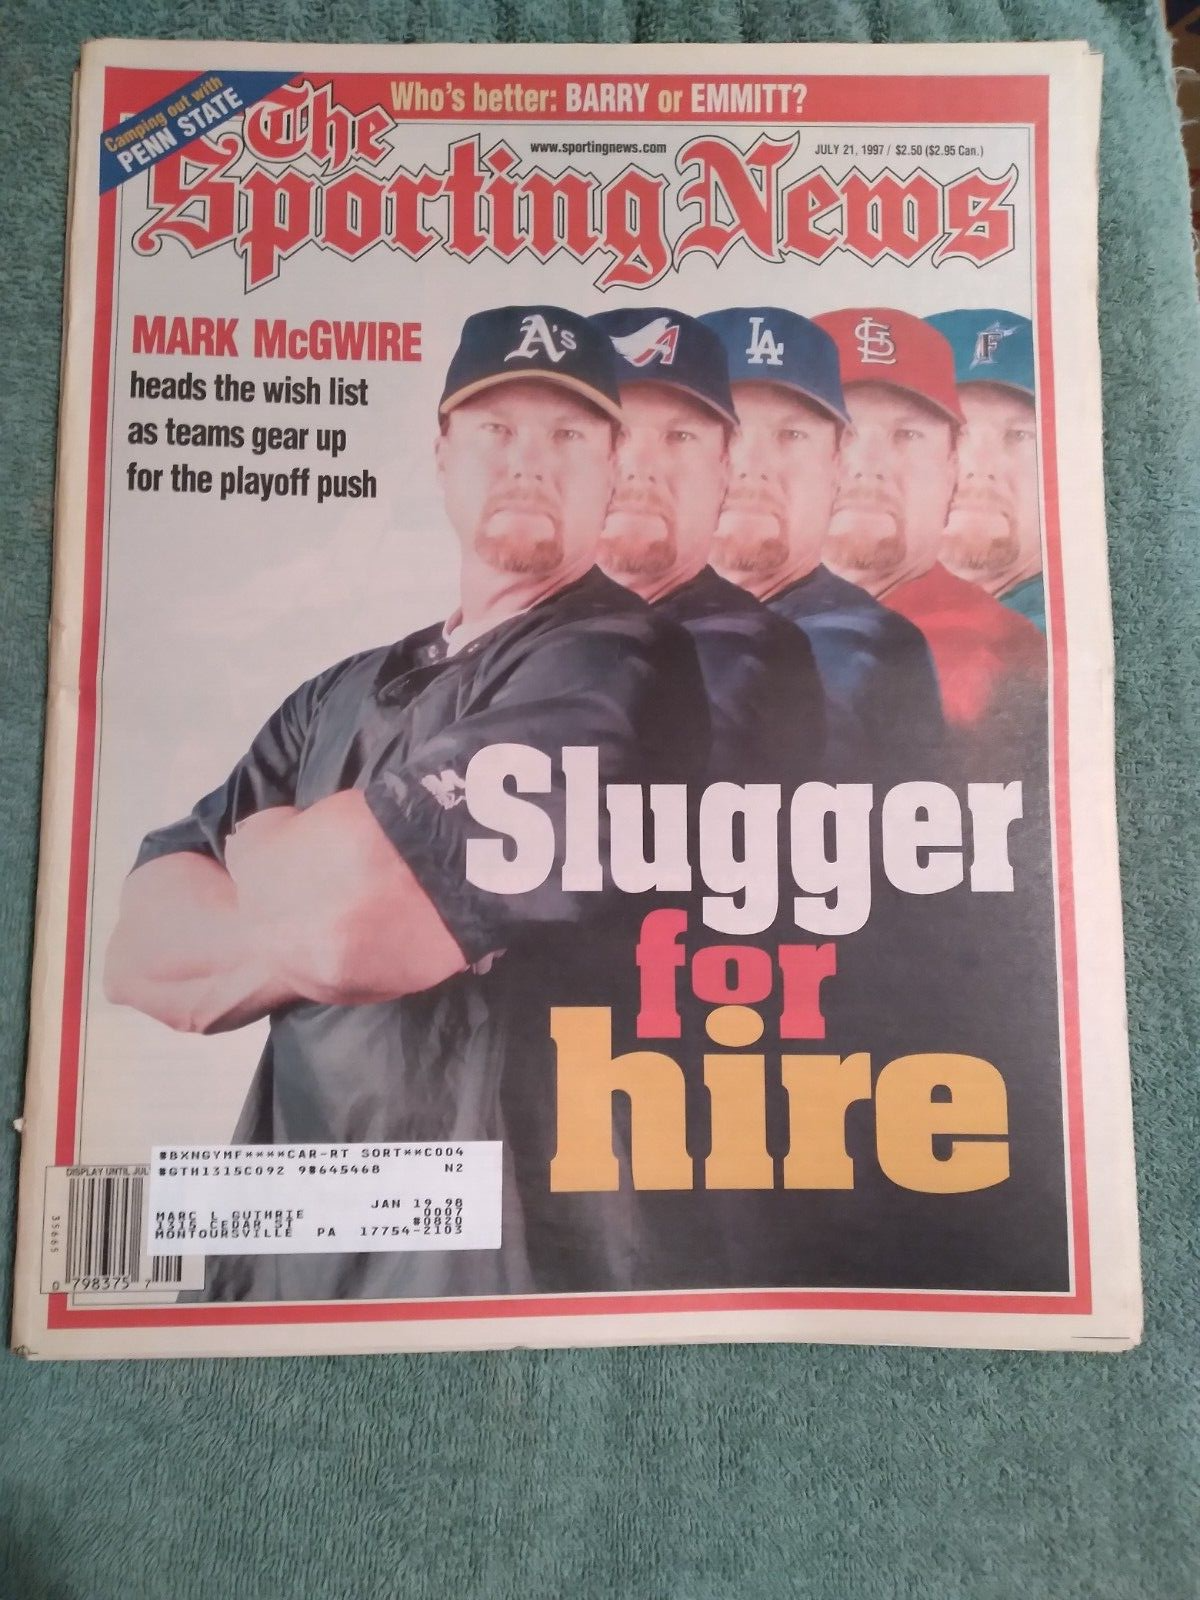 Camping out with
PENN STATE
Who's better: BARRY or EMMITT?
The
www.sportingnews.com
JULY 21, 1997 / $2.50 ($2.95 Can.)
Sporting News
MARK McGWIRE
heads the wish list
as teams gear up
for the playoff push
A's
A
LA
STL
F
Slugger
for
hire
DISPLAY UNTIL JUL
35665
0 798375 7
#BXNGYMF****CAR-RT SORT**C004
#GTH1315C092 9#645468 N2
JAN 19 98
0007
MARC L GUTHRIE
#0820
1315 CEDAR ST
MONTOURSVILLE PA 17754-2103